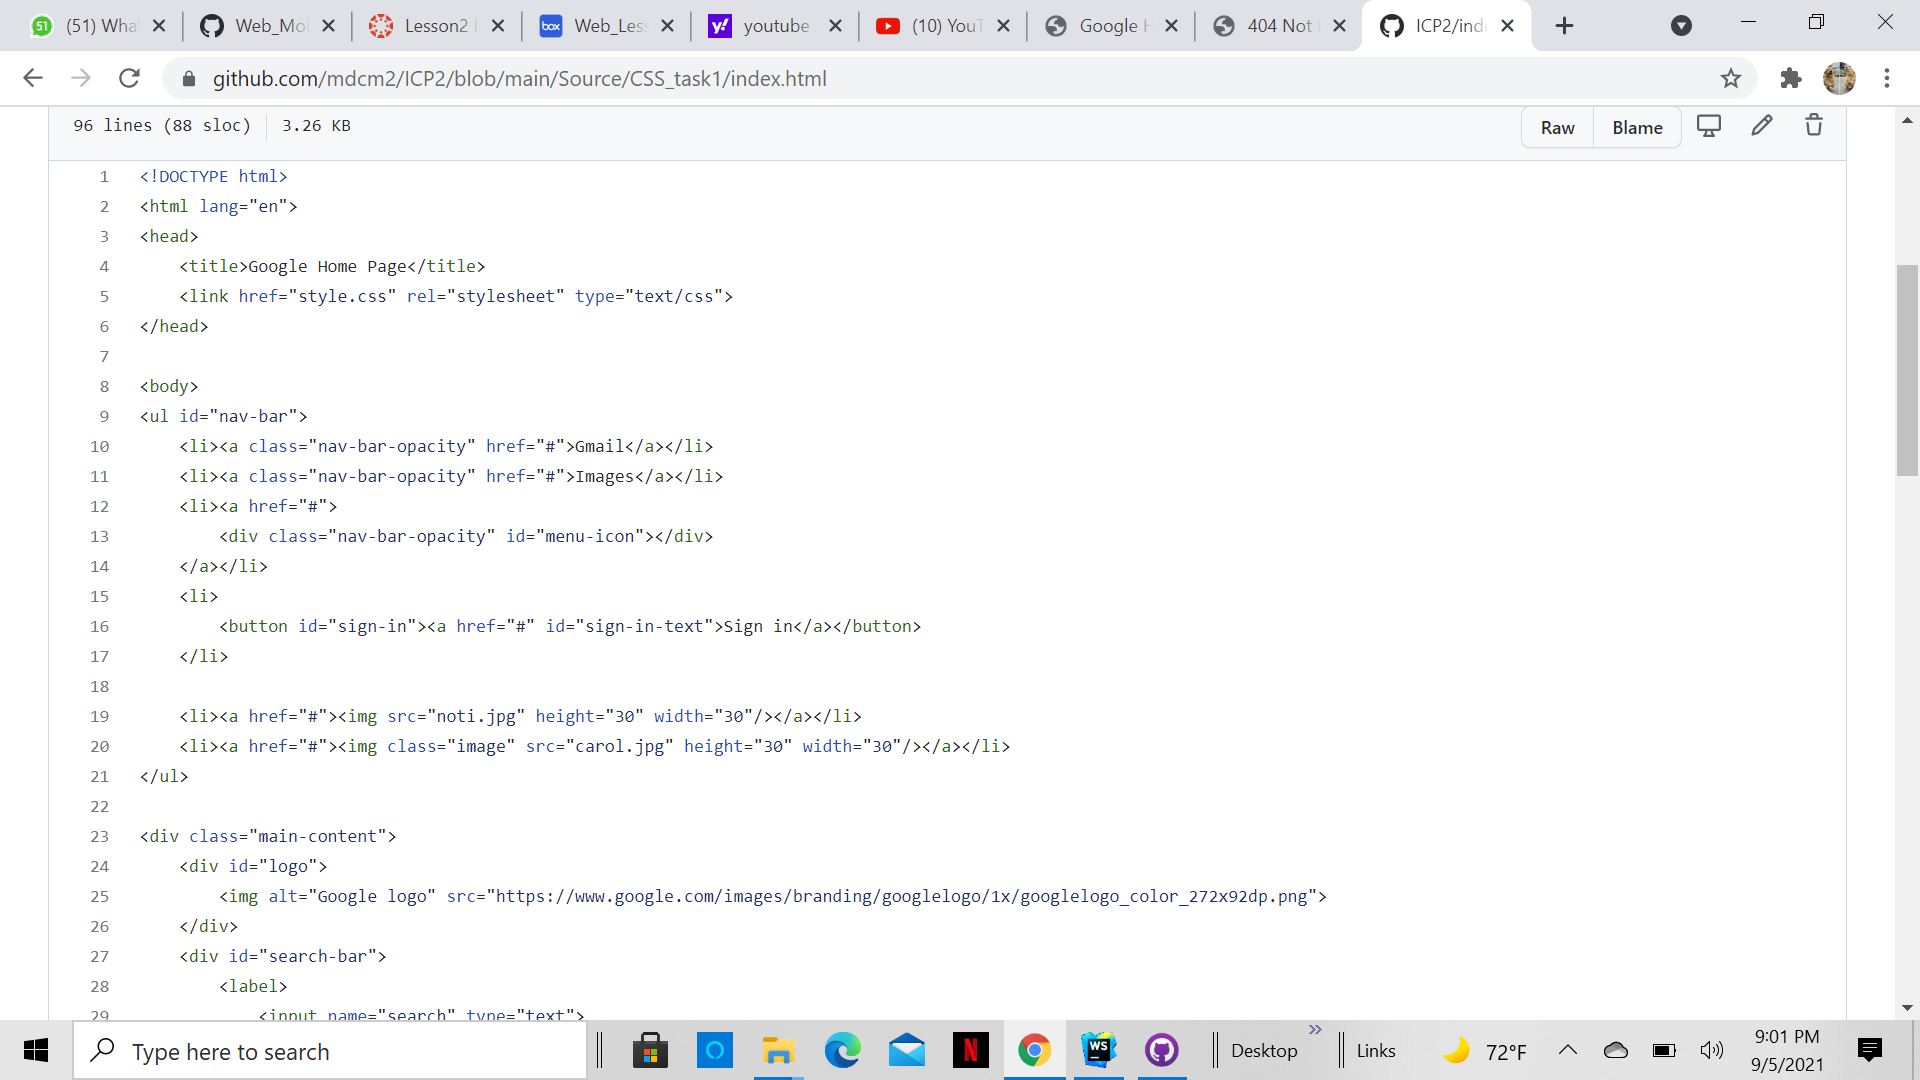 51 (51) Wha
Web_Mo
Lesson2
box Web_Les
y! youtube
(10) YouT
Google H
404 Not
ICP2/inde
github.com/mdcm2/ICP2/blob/main/Source/CSS_task1/index.html
96 lines (88 sloc) 3.26 KB
Raw Blame
1 <!DOCTYPE html>
2 <html lang="en">
3 <head>
4 <title>Google Home Page</title>
5 <link href="style.css" rel="stylesheet" type="text/css">
6 </head>
7
8 <body>
9 <ul id="nav-bar">
10 <li><a class="nav-bar-opacity" href="#">Gmail</a></li>
11 <li><a class="nav-bar-opacity" href="#">Images</a></li>
12 <li><a href="#">
13 <div class="nav-bar-opacity" id="menu-icon"></div>
14 </a></li>
15 <li>
16 <button id="sign-in"><a href="#" id="sign-in-text">Sign in</a></button>
17 </li>
18
19 <li><a href="#"><img src="noti.jpg" height="30" width="30"/></a></li>
20 <li><a href="#"><img class="image" src="carol.jpg" height="30" width="30"/></a></li>
21 </ul>
22
23 <div class="main-content">
24 <div id="logo">
25 <img alt="Google logo" src="https://www.google.com/images/branding/googlelogo/1x/googlelogo_color_272x92dp.png">
26 </div>
27 <div id="search-bar">
28 <label>
29 <input name="search" type="text">
Type here to search
N
WS
Desktop
Links
72°F
9:01 PM
9/5/2021